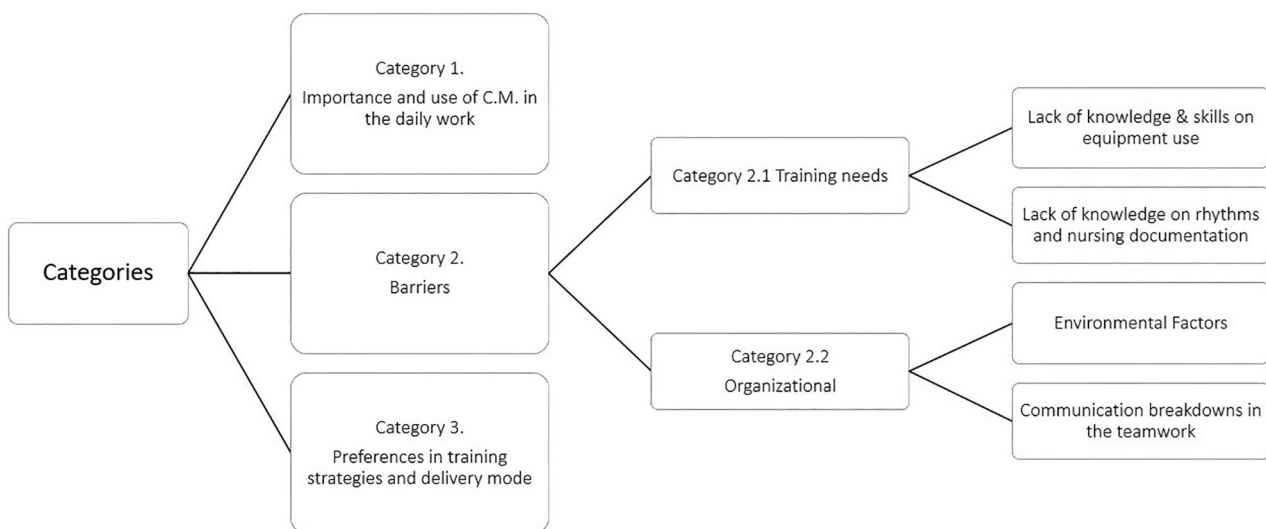 Categories
Category 1.
Importance and use of C.M. in
the daily work
Category 2.
Barriers
Category 3.
Preferences in training
strategies and delivery mode
Category 2.1 Training needs
Category 2.2
Organizational
Lack of knowledge & skills on
equipment use
Lack of knowledge on rhythms
and nursing documentation
Environmental Factors
Communication breakdowns in
the teamwork